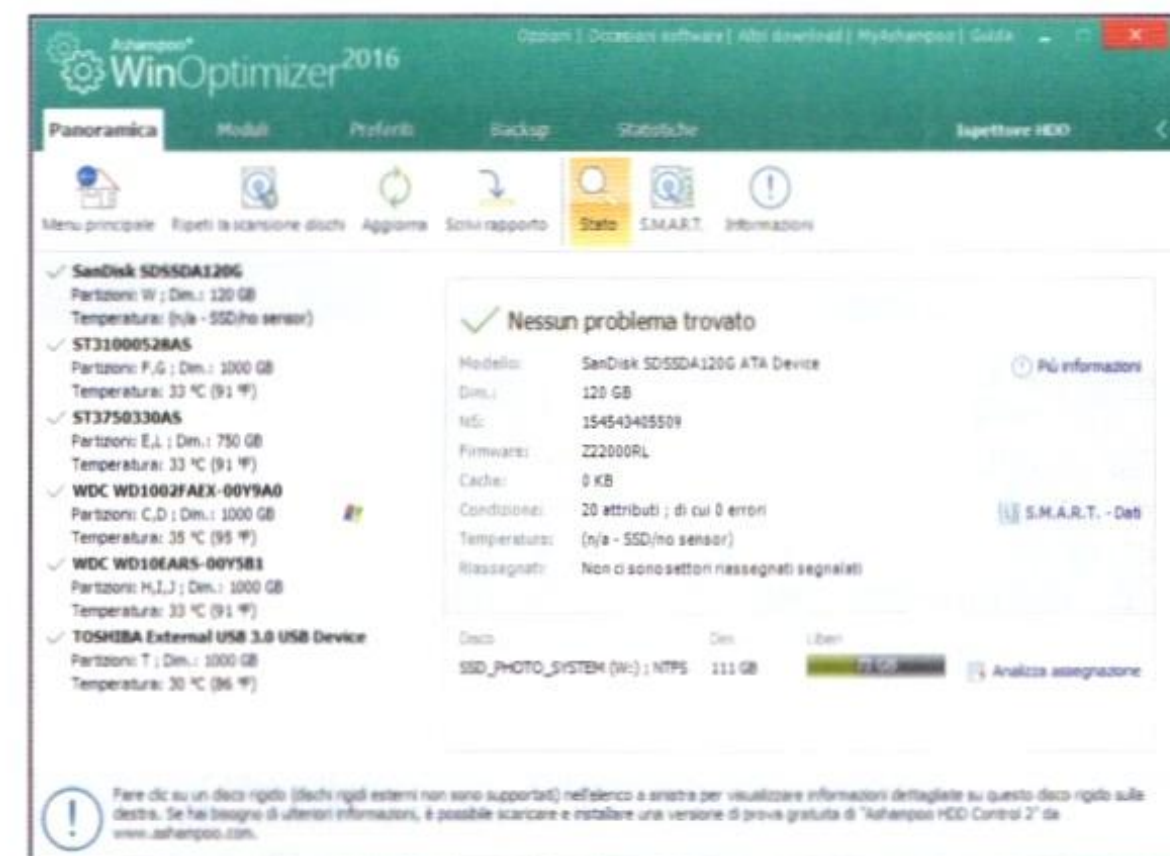 Opzioni | Occasioni software | Altri download | MyAshampoo | Guida
Ashampoo®
WinOptimizer 2016
Panoramica Moduli Preferiti Backup Statistiche Ispettore HDD
Menu principale Ripeti la scansione dischi Aggiorna Scrivi rapporto Stato S.M.A.R.T. Informazioni
SanDisk SDSSDA120G
Partizioni: W ; Dim.: 120 GB
Temperatura: (n/a - SSD/no sensor)
ST31000528AS
Partizioni: F,G ; Dim.: 1000 GB
Temperatura: 33 °C (91 °F)
ST3750330AS
Partizioni: E,L ; Dim.: 750 GB
Temperatura: 33 °C (91 °F)
WDC WD1002FAEX-00Y9A0
Partizioni: C,D ; Dim.: 1000 GB
Temperatura: 35 °C (95 °F)
WDC WD10EARS-00Y5B1
Partizioni: H,I,J ; Dim.: 1000 GB
Temperatura: 33 °C (91 °F)
TOSHIBA External USB 3.0 USB Device
Partizioni: T ; Dim.: 1000 GB
Temperatura: 30 °C (86 °F)
Nessun problema trovato
Modello: SanDisk SDSSDA120G ATA Device Più informazioni
Dim.: 120 GB
NS: 154543405509
Firmware: Z22000RL
Cache: 0 KB
Condizione: 20 attributi ; di cui 0 errori S.M.A.R.T. - Dati
Temperatura: (n/a - SSD/no sensor)
Riassegnati: Non ci sono settori riassegnati segnalati
Disco Dim. Liberi
SSD_PHOTO_SYSTEM (W:) ; NTFS 111 GB Analizza assegnazione
Fare clic su un disco rigido (dischi rigidi esterni non sono supportati) nell'elenco a sinistra per visualizzare informazioni dettagliate su questo disco rigido sulla
destra. Se hai bisogno di ulteriori informazioni, è possibile scaricare e installare una versione di prova gratuita di "Ashampoo HDD Control 2" da
www.ashampoo.com.